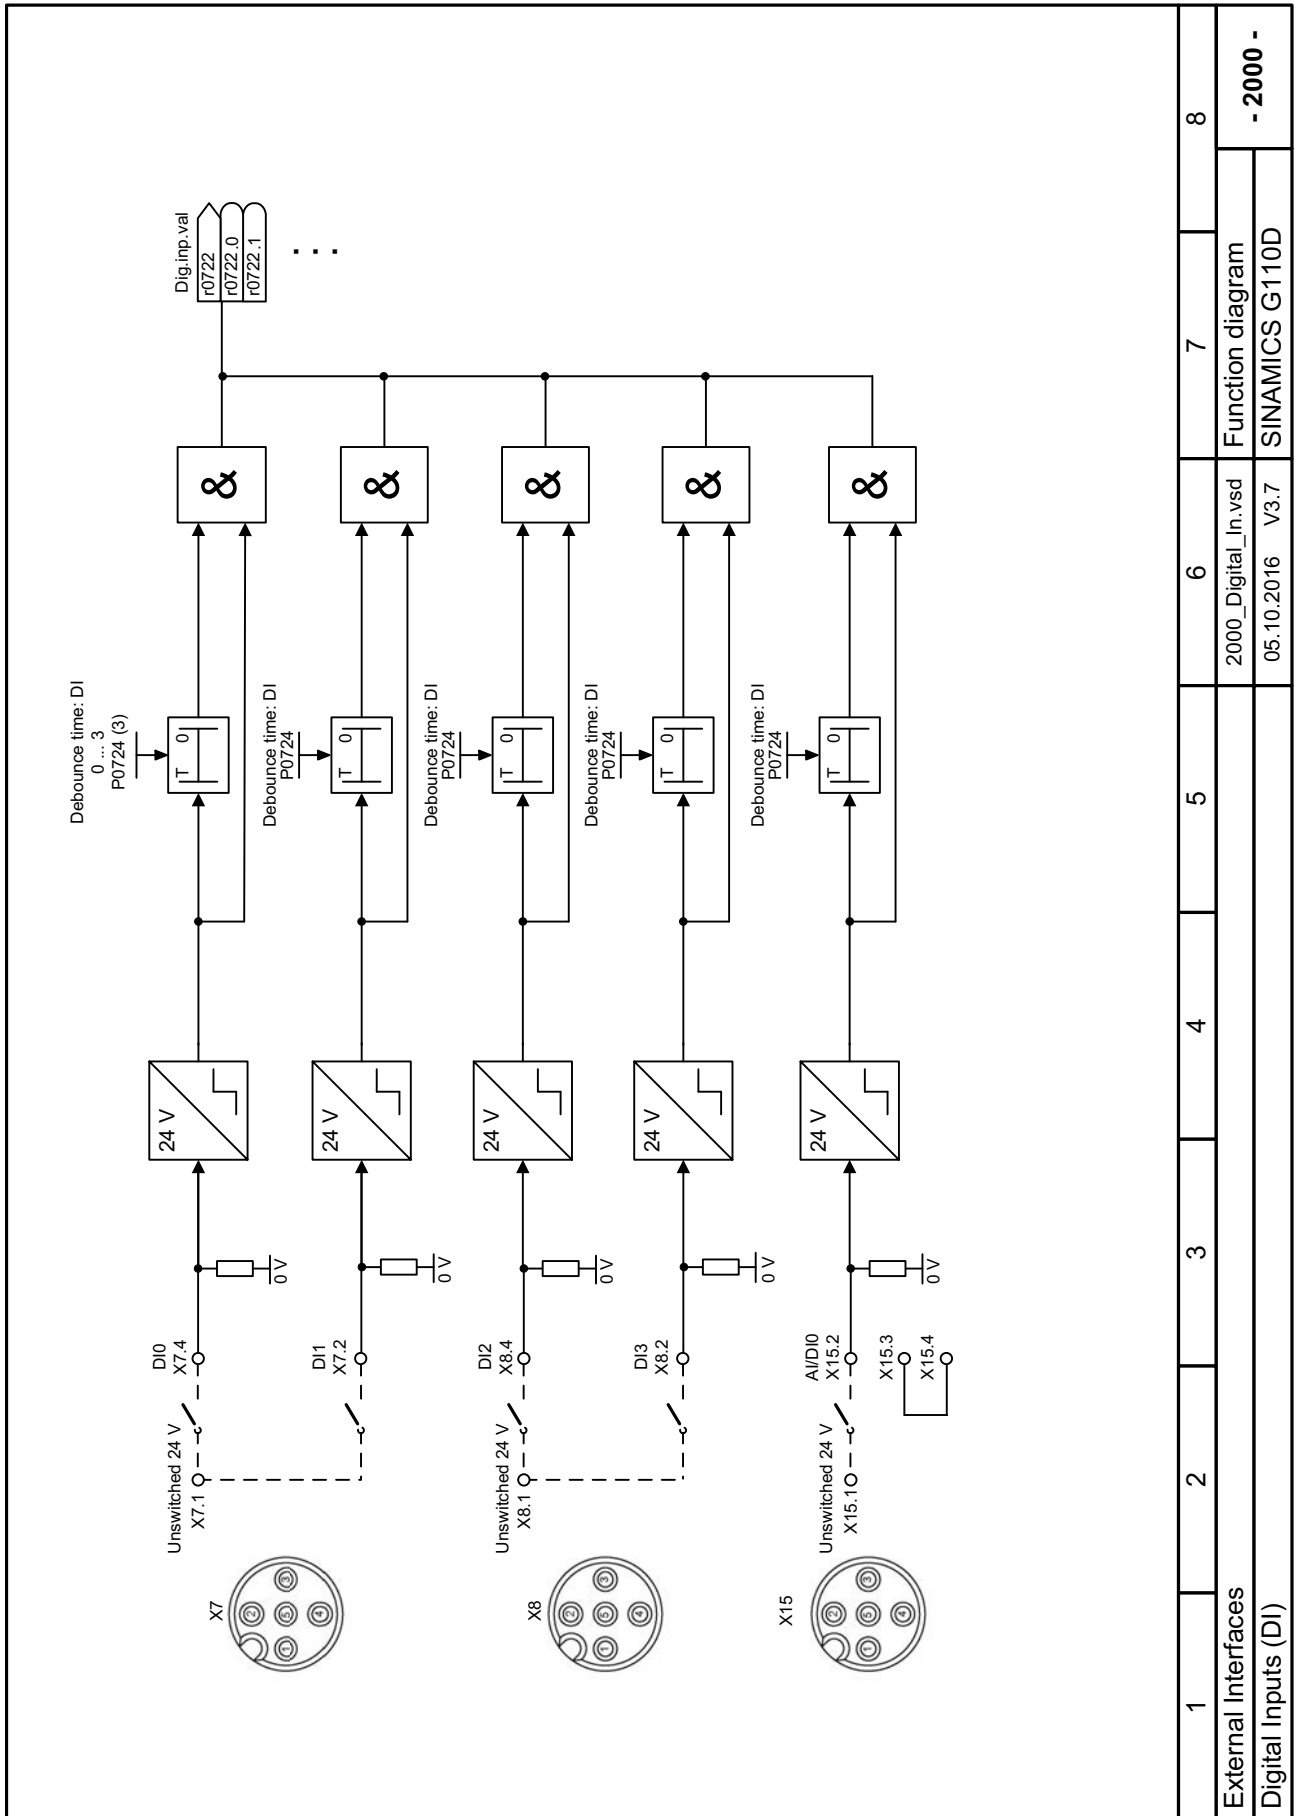 Debounce time: DI
0 ... 3
P0724 (3)
Unswitched 24 V
X7.1
DI0
X7.4
0 V
24 V
T 0
&
Dig.inp.val
r0722
r0722.0
r0722.1
. . .
X7
1 2 3 4 5
DI1
X7.2
0 V
24 V
Debounce time: DI
P0724
T 0
&
Unswitched 24 V
X8.1
DI2
X8.4
0 V
24 V
Debounce time: DI
P0724
T 0
&
X8
1 2 3 4 5
DI3
X8.2
0 V
24 V
Debounce time: DI
P0724
T 0
&
X15
1 2 3 4 5
Unswitched 24 V
X15.1
AI/DI0
X15.2
0 V
24 V
Debounce time: DI
P0724
T 0
&
X15.3
X15.4
1 2 3 4 5 6 7 8
External Interfaces 2000_Digital_In.vsd Function diagram
- 2000 -
Digital Inputs (DI) 05.10.2016 V3.7 SINAMICS G110D